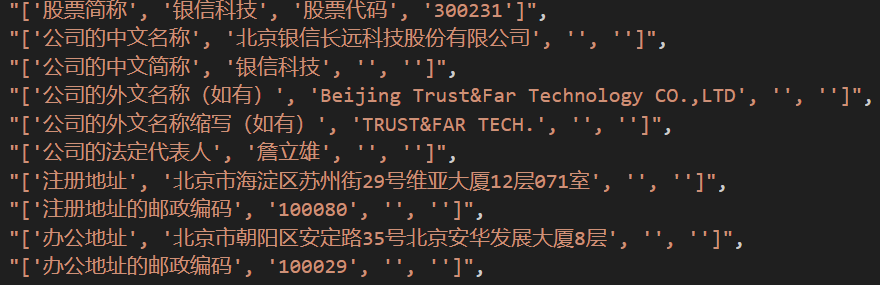 "['股票简称', '银信科技', '股票代码', '300231']",
"['公司的中文名称', '北京银信长远科技股份有限公司', '', '']",
"['公司的中文简称', '银信科技', '', '']",
"['公司的外文名称（如有）', 'Beijing Trust&Far Technology CO.,LTD', '', '']",
"['公司的外文名称缩写（如有）', 'TRUST&FAR TECH.', '', '']",
"['公司的法定代表人', '詹立雄', '', '']",
"['注册地址', '北京市海淀区苏州街29号维亚大厦12层071室', '', '']",
"['注册地址的邮政编码', '100080', '', '']",
"['办公地址', '北京市朝阳区安定路35号北京安华发展大厦8层', '', '']",
"['办公地址的邮政编码', '100029', '', '']",